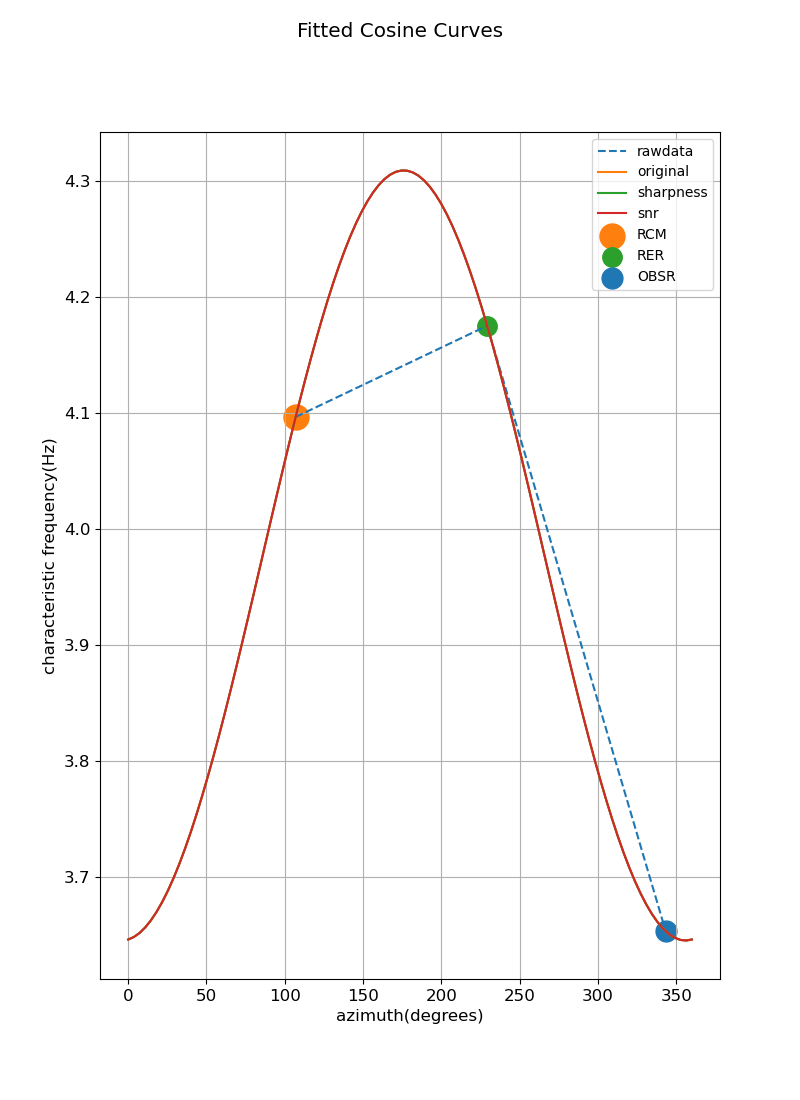 Fitted Cosine Curves
rawdata
original
sharpness
snr
RCM
RER
OBSR
4.3
4.2
4.1
4.0
3.9
3.8
3.7
characteristic frequency(Hz)
0 50 100 150 200 250 300 350
azimuth(degrees)